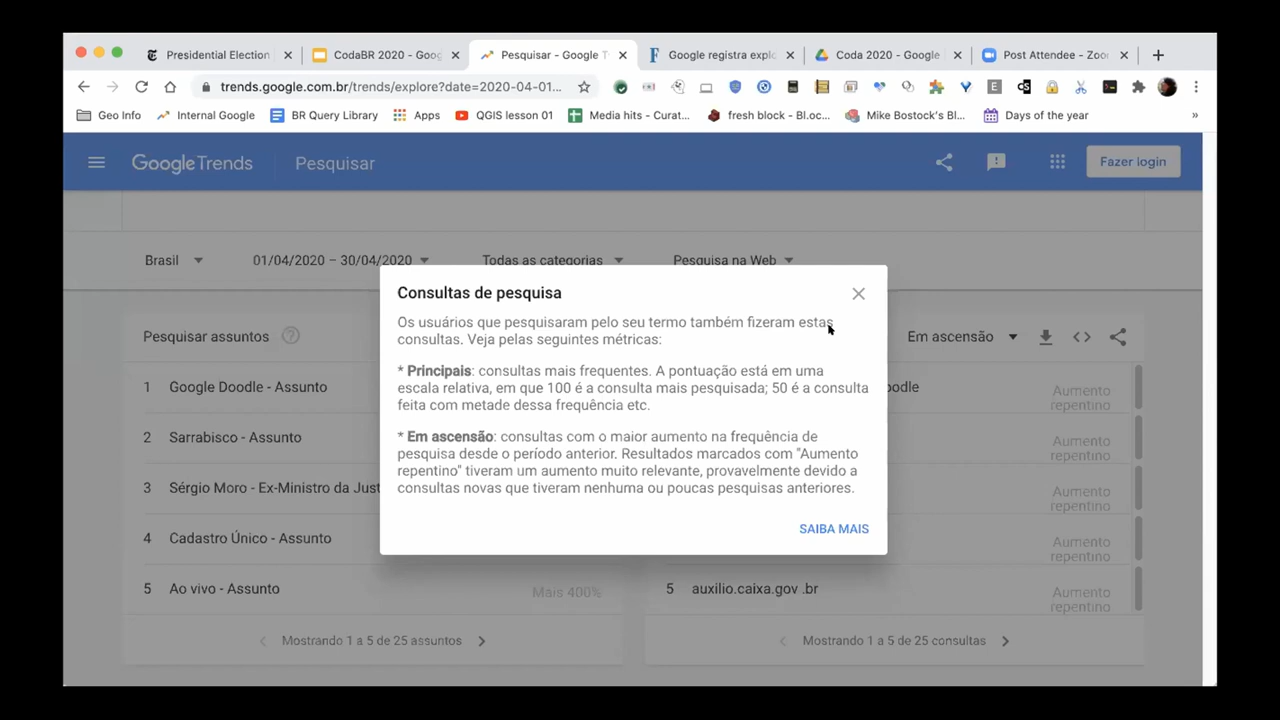 Presidential Election
CodaBR 2020 - Goog
Pesquisar - Google T
Google registra explo
Coda 2020 - Google
Post Attendee - Zoo
trends.google.com.br/trends/explore?date=2020-04-01...
Geo Info
Internal Google
BR Query Library
Apps
QGIS lesson 01
Media hits - Curat...
fresh block - Bl.oc...
Mike Bostock's Bl...
Days of the year
»
Google Trends
Pesquisar
Fazer login
Brasil
01/04/2020 – 30/04/2020
Todas as categorias
Pesquisa na Web
Consultas de pesquisa
Os usuários que pesquisaram pelo seu termo também fizeram estas
consultas. Veja pelas seguintes métricas:
* Principais: consultas mais frequentes. A pontuação está em uma
escala relativa, em que 100 é a consulta mais pesquisada; 50 é a consulta
feita com metade dessa frequência etc.
* Em ascensão: consultas com o maior aumento na frequência de
pesquisa desde o período anterior. Resultados marcados com "Aumento
repentino" tiveram um aumento muito relevante, provavelmente devido a
consultas novas que tiveram nenhuma ou poucas pesquisas anteriores.
SAIBA MAIS
Pesquisar assuntos
1 Google Doodle - Assunto
2 Sarrabisco - Assunto
3 Sérgio Moro - Ex-Ministro da Just
4 Cadastro Único - Assunto
5 Ao vivo - Assunto
Mais 400%
Mostrando 1 a 5 de 25 assuntos
Em ascensão
oodle
Aumento
repentino
Aumento
repentino
Aumento
repentino
Aumento
repentino
5 auxilio.caixa.gov .br
Aumento
repentino
Mostrando 1 a 5 de 25 consultas